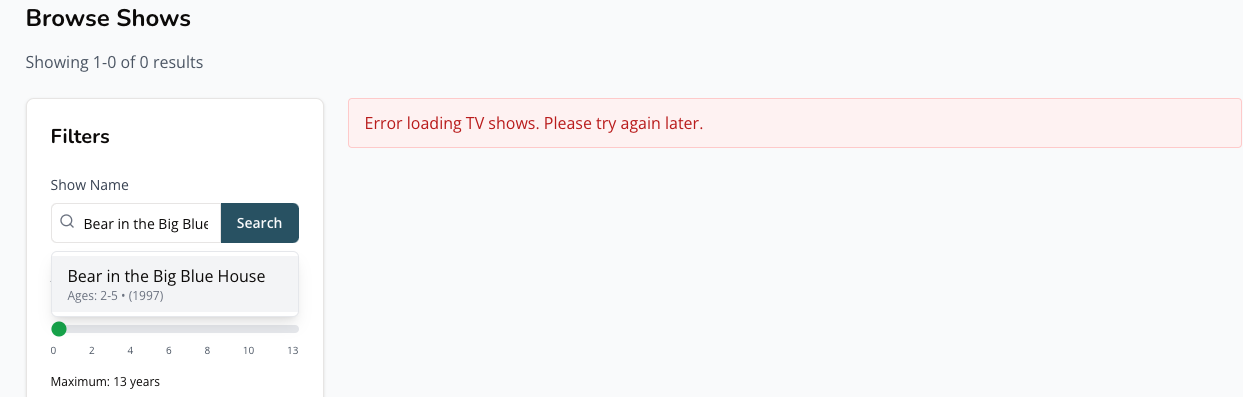 Browse Shows
Showing 1-0 of 0 results
Filters
Show Name
Bear in the Big Blue
Search
Bear in the Big Blue House
Ages: 2-5 • (1997)
0 2 4 6 8 10 13
Maximum: 13 years
Error loading TV shows. Please try again later.